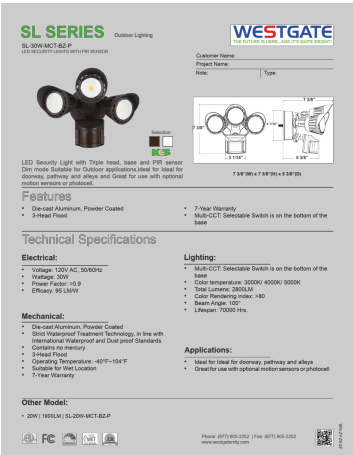 SL SERIES Outdoor Lighting
SL-30W-MCT-BZ-P
LED SECURITY LIGHTS WITH PIR SENSOR
WESTGATE
THE FUTURE IS HERE...AND IT'S QUITE BRIGHT!
Customer Name:
Project Name:
Note: Type:
Selection:
7 3/8"
7 3/8"
3 1/16"
5 3/8"
LED Security Light with Triple head, base and PIR sensor
Dim mode Suitable for Outdoor applications,Ideal for Ideal for
doorway, pathway and alleys and Great for use with optional
motion sensors or photocell.
7 3/8"(W) x 7 3/8"(H) x 5 3/8"(D)
Features
• Die-cast Aluminum, Powder Coated
• 3-Head Flood
• 7-Year Warranty
• Multi-CCT: Selectable Switch is on the bottom of the
base
Technical Specifications
Electrical:
• Voltage: 120V AC, 50/60Hz
• Wattage: 30W
• Power Factor: >0.9
• Efficacy: 95 LM/W
Mechanical:
• Die-cast Aluminum, Powder Coated
• Strict Waterproof Treatment Technology, in line with
International Waterproof and Dust proof Standards
• Contains no mercury
• 3-Head Flood
• Operating Temperature: -40°F~104°F
• Suitable for Wet Location
• 7-Year Warranty
Lighting:
• Multi-CCT: Selectable Switch is on the bottom of the
base
• Color temperature: 3000K/ 4000K/ 5000K
• Total Lumens: 2800LM
• Color Rendering index: >80
• Beam Angle: 100°
• Lifespan: 70000 Hrs.
Applications:
• Ideal for Ideal for doorway, pathway and alleys
• Great for use with optional motion sensors or photocell
Other Model:
• 20W | 1800LM | SL-20W-MCT-BZ-P
FC
Phone: (877) 805-2252 | Fax: (877) 805-2252
www.westgatemfg.com